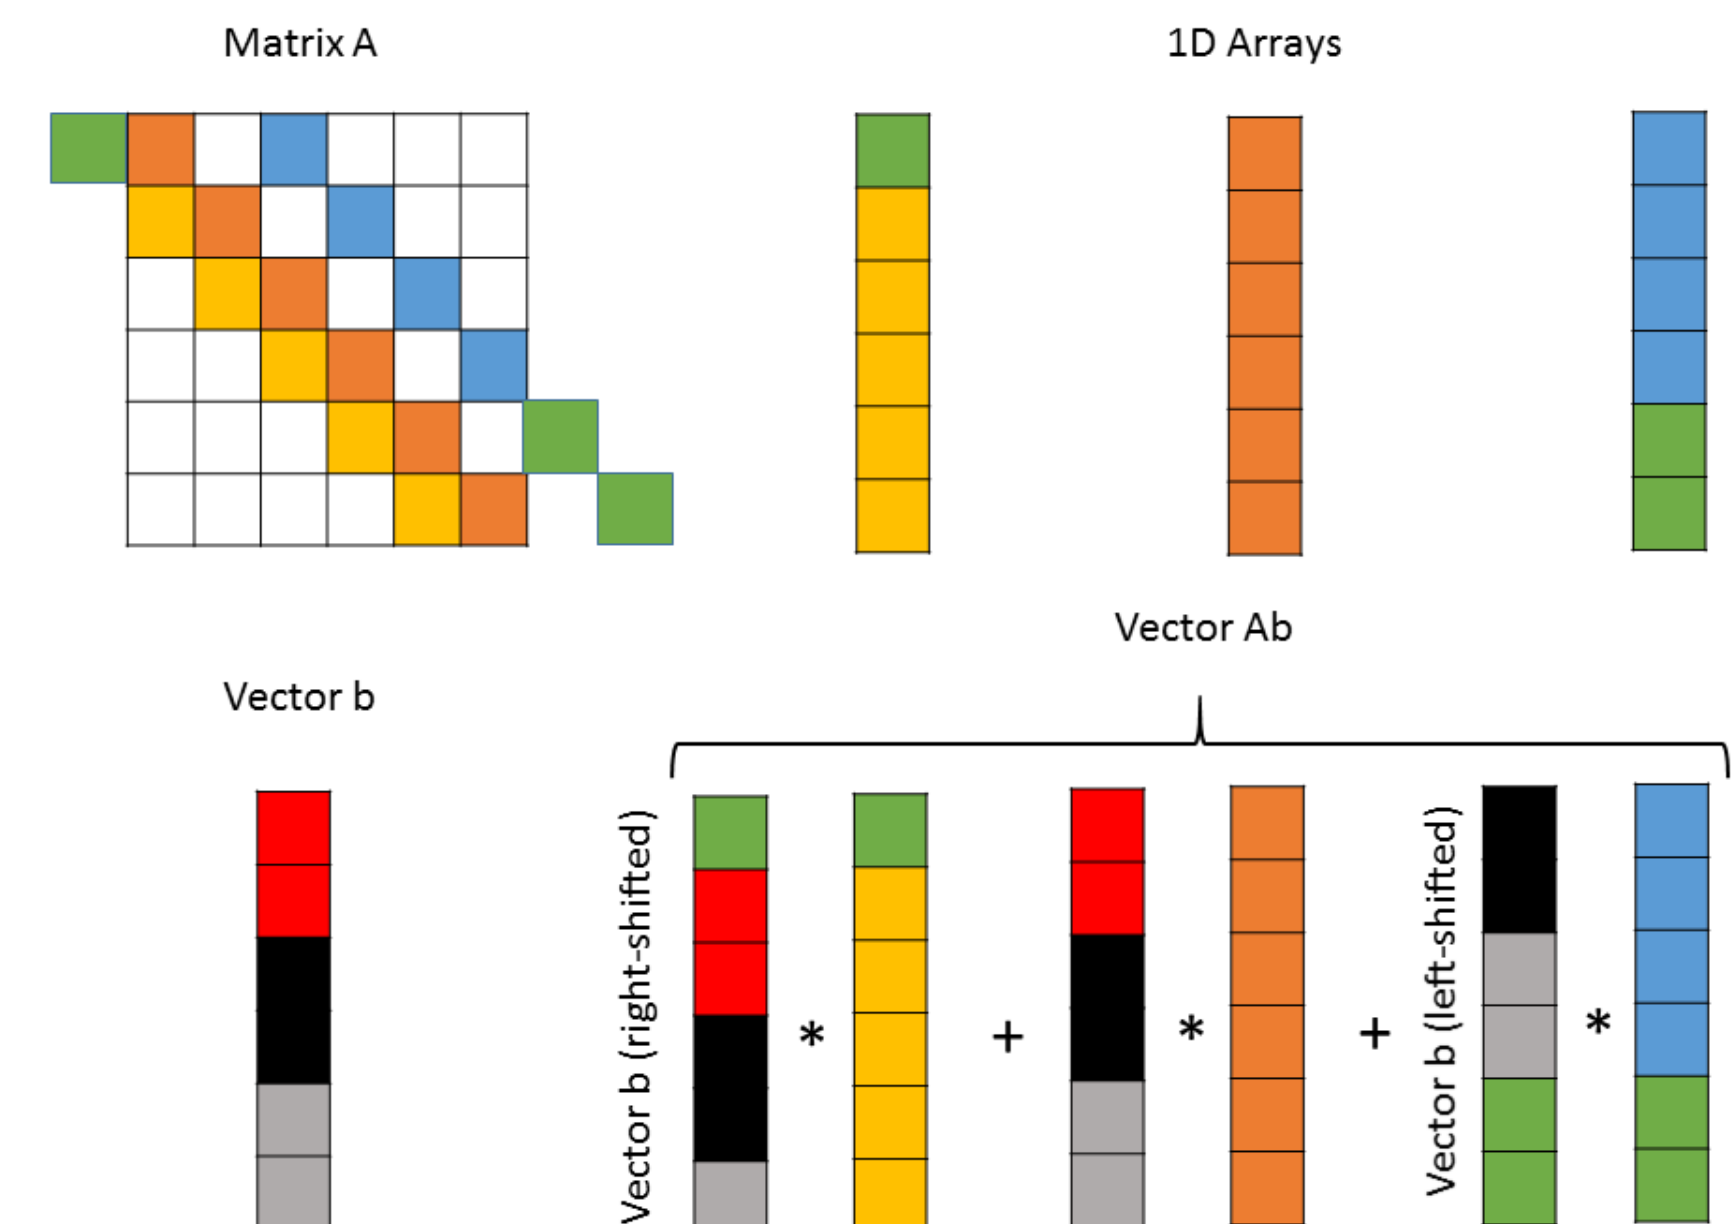 Matrix A
1D Arrays
Vector Ab
Vector b
Vector b (right-shifted)
*
+
*
+
Vector b (left-shifted)
*